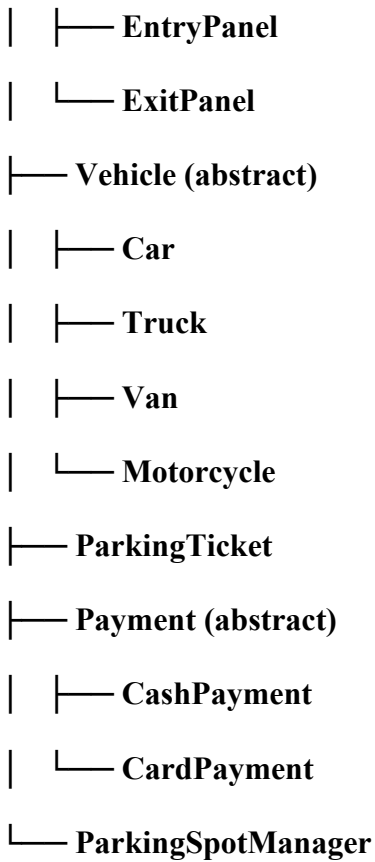 │   ├── EntryPanel
│   └── ExitPanel
├── Vehicle (abstract)
│   ├── Car
│   ├── Truck
│   ├── Van
│   └── Motorcycle
├── ParkingTicket
├── Payment (abstract)
│   ├── CashPayment
│   └── CardPayment
└── ParkingSpotManager